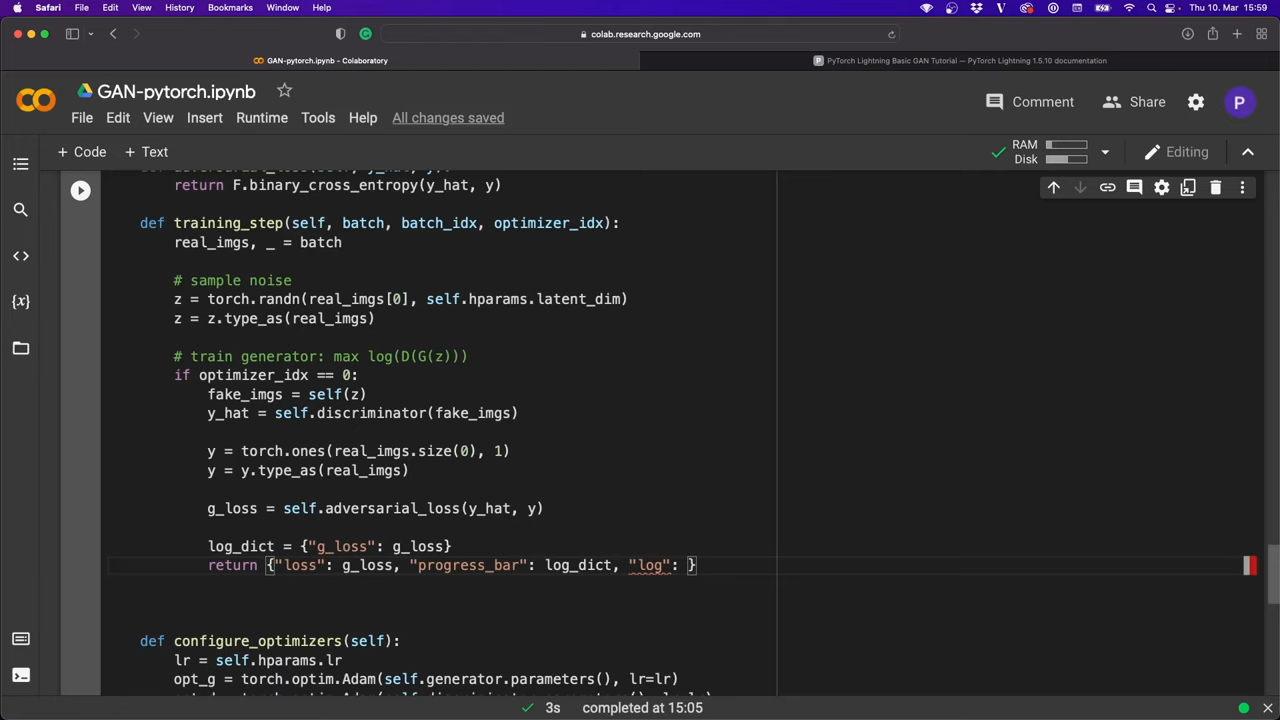 Safari File Edit View History Bookmarks Window Help Thu 10. Mar 15:59
colab.research.google.com
GAN-pytorch.ipynb - Colaboratory
PyTorch Lightning Basic GAN Tutorial — PyTorch Lightning 1.5.10 documentation
GAN-pytorch.ipynb
Comment Share P
File Edit View Insert Runtime Tools Help All changes saved
+ Code + Text RAM Disk Editing
return F.binary_cross_entropy(y_hat, y)
def training_step(self, batch, batch_idx, optimizer_idx):
real_imgs, _ = batch
# sample noise
z = torch.randn(real_imgs[0], self.hparams.latent_dim)
z = z.type_as(real_imgs)
# train generator: max log(D(G(z)))
if optimizer_idx == 0:
fake_imgs = self(z)
y_hat = self.discriminator(fake_imgs)
y = torch.ones(real_imgs.size(0), 1)
y = y.type_as(real_imgs)
g_loss = self.adversarial_loss(y_hat, y)
log_dict = {"g_loss": g_loss}
return {"loss": g_loss, "progress_bar": log_dict, "log": }
def configure_optimizers(self):
lr = self.hparams.lr
opt_g = torch.optim.Adam(self.generator.parameters(), lr=lr)
3s completed at 15:05